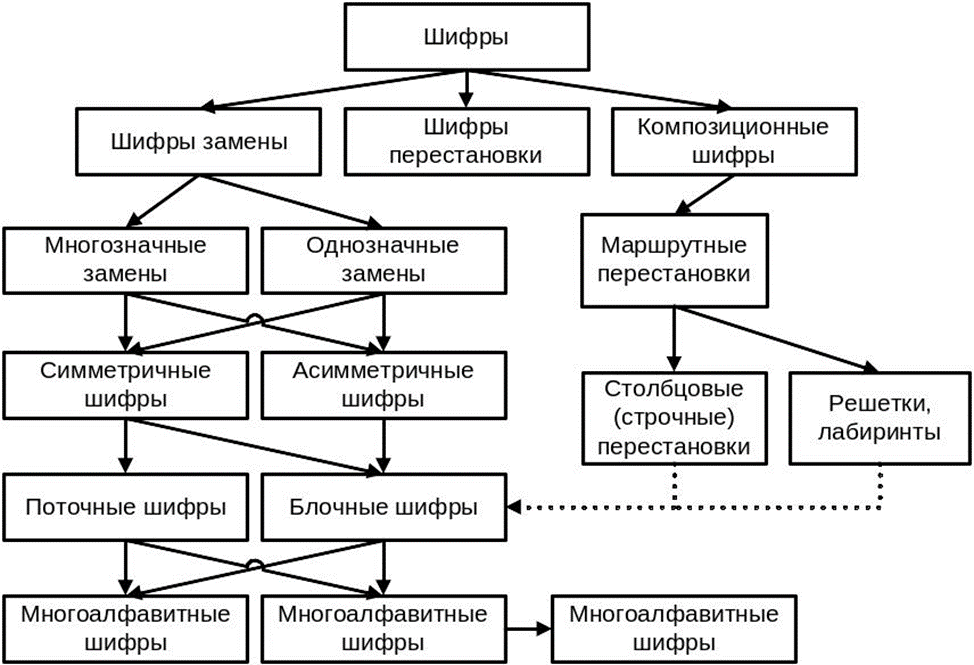 Шифры
Шифры замены
Шифры
перестановки
Композиционные
шифры
Многозначные
замены
Однозначные
замены
Маршрутные
перестановки
Симметричные
шифры
Асимметричные
шифры
Столбцовые
(строчные)
перестановки
Решетки,
лабиринты
Поточные шифры
Блочные шифры
Многоалфавитные
шифры
Многоалфавитные
шифры
Многоалфавитные
шифры